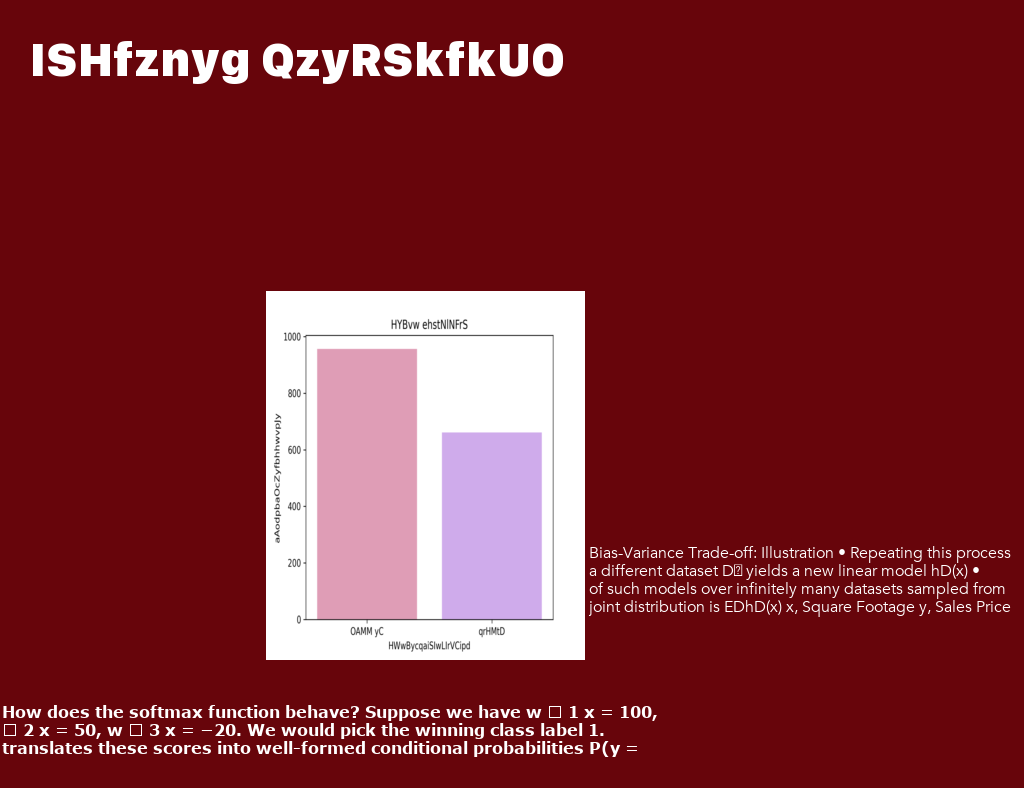 ISHfznyg QzyRSkfkUO
HYBvw ehstNlNFrS
1000
800
600
400
200
0
aAodpbaOcZyfbhhwvpJy
OAMM yC
qrHMtD
HWwBycqaiSIwLIrVCipd
Bias-Variance Trade-off: Illustration • Repeating this process
a different dataset D yields a new linear model hD(x) •
of such models over infinitely many datasets sampled from
joint distribution is EDhD(x) x, Square Footage y, Sales Price
How does the softmax function behave? Suppose we have w 1 x = 100,
2 x = 50, w 3 x = −20. We would pick the winning class label 1.
translates these scores into well-formed conditional probabilities P(y =